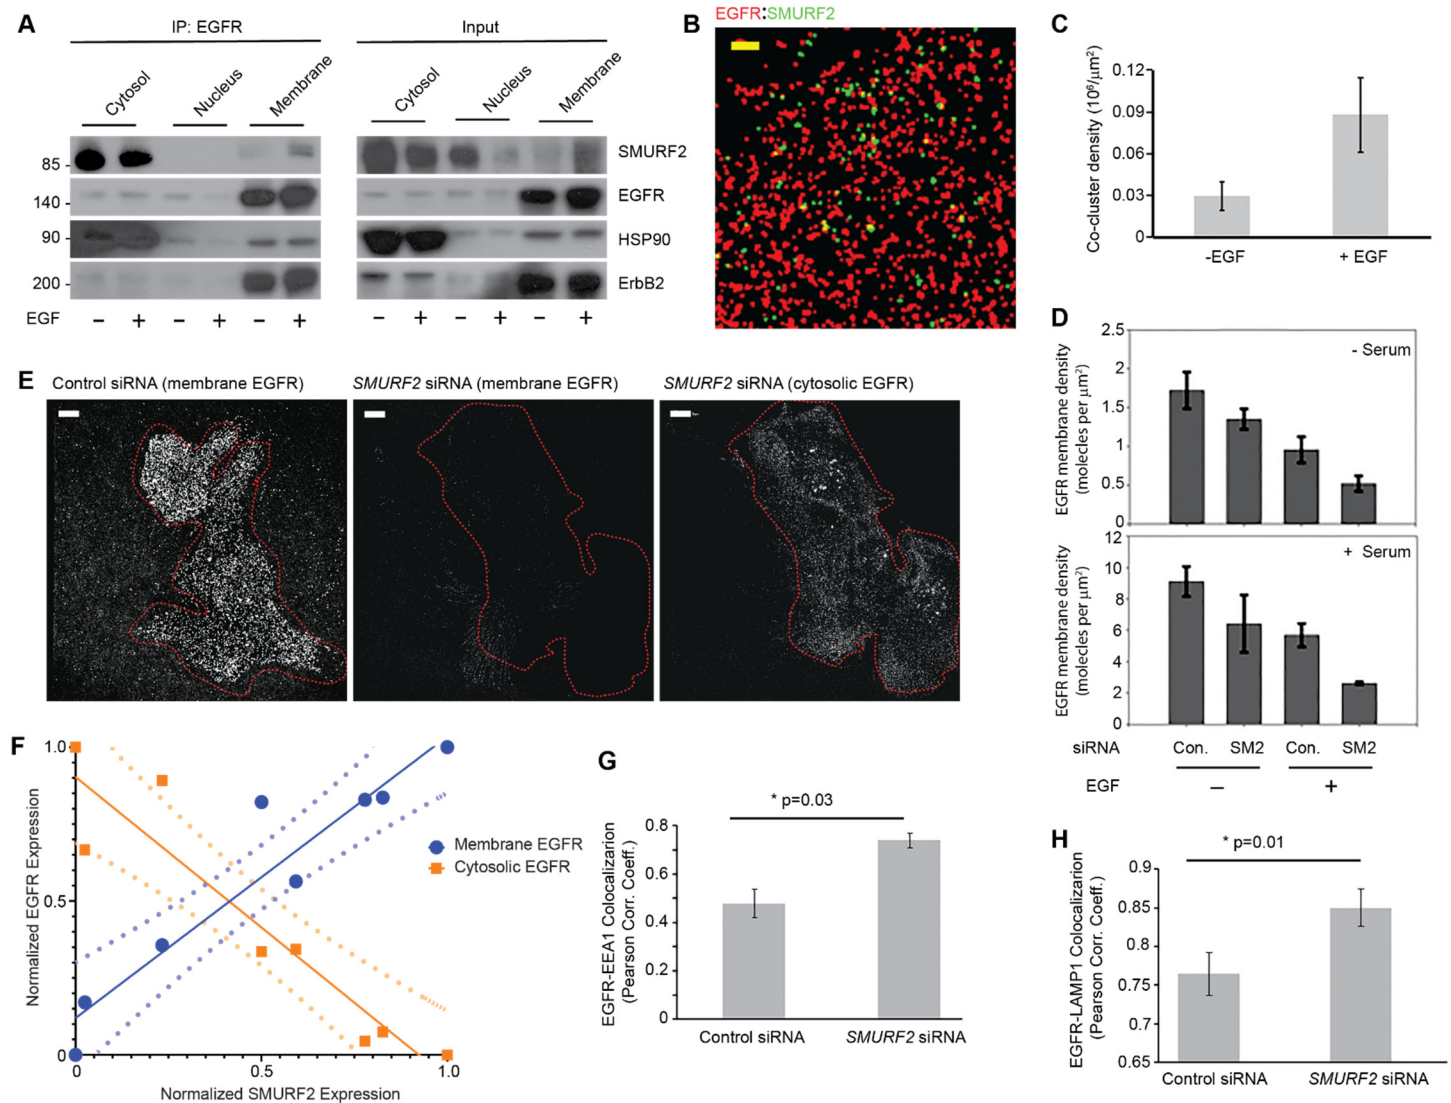 A
IP: EGFR
Input
Cytosol
Nucleus
Membrane
Cytosol
Nucleus
Membrane
85
140
90
200
SMURF2
EGFR
HSP90
ErbB2
EGF
− + − + − +
− + − + − +
B
EGFR:SMURF2
C
Co-cluster density (10⁶/µm²)
0.12
0.09
0.06
0.03
0
-EGF
+ EGF
D
EGFR membrane density
(molecles per µm²)
2.5
2
1.5
1
0.5
0
- Serum
EGFR membrane density
(molecles per µm²)
12
10
8
6
4
2
0
+ Serum
siRNA
Con. SM2 Con. SM2
EGF
− +
E
Control siRNA (membrane EGFR)
SMURF2 siRNA (membrane EGFR)
SMURF2 siRNA (cytosolic EGFR)
F
Normalized EGFR Expression
1.0
0.5
0
0 0.5 1.0
Normalized SMURF2 Expression
Membrane EGFR
Cytosolic EGFR
G
* p=0.03
EGFR-EEA1 Colocalizarion
(Pearson Corr. Coeff.)
0.8
0.6
0.4
0.2
0
Control siRNA
SMURF2 siRNA
H
* p=0.01
EGFR-LAMP1 Colocalizarion
(Pearson Corr. Coeff.)
0.9
0.85
0.8
0.75
0.7
0.65
Control siRNA
SMURF2 siRNA